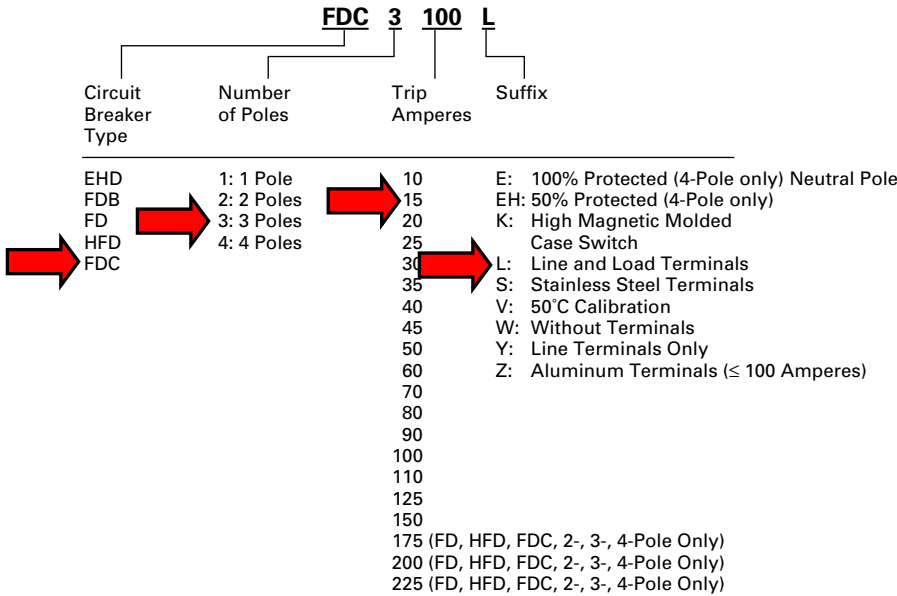 FDC 3 100 L
Circuit Breaker Type
Number of Poles
Trip Amperes
Suffix
EHD
FDB
FD
HFD
FDC
1: 1 Pole
2: 2 Poles
3: 3 Poles
4: 4 Poles
10
15
20
25
30
35
40
45
50
60
70
80
90
100
110
125
150
175 (FD, HFD, FDC, 2-, 3-, 4-Pole Only)
200 (FD, HFD, FDC, 2-, 3-, 4-Pole Only)
225 (FD, HFD, FDC, 2-, 3-, 4-Pole Only)
E: 100% Protected (4-Pole only) Neutral Pole
EH: 50% Protected (4-Pole only)
K: High Magnetic Molded
Case Switch
L: Line and Load Terminals
S: Stainless Steel Terminals
V: 50°C Calibration
W: Without Terminals
Y: Line Terminals Only
Z: Aluminum Terminals (≤ 100 Amperes)